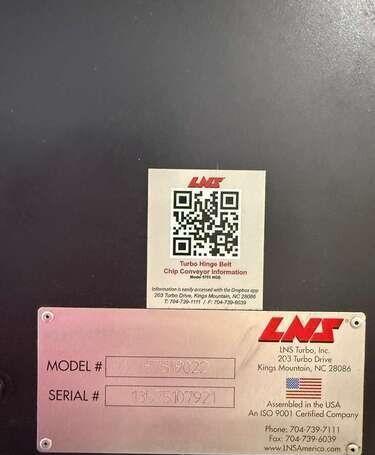 LNS
Turbo Hinge Belt
Chip Conveyor Information
Information is easily accessed with the Dropbox app
203 Turbo Drive, Kings Mountain, NC 28086
T: 704-739-1111 / F: 704-739-6039
LNS®
LNS Turbo, Inc.
203 Turbo Drive
Kings Mountain, NC 28086
MODEL #
SERIAL #
Assembled in the USA
An ISO 9001 Certified Company
Phone: 704-739-7111
Fax: 704-739-6039
www.LNSAmerica.com